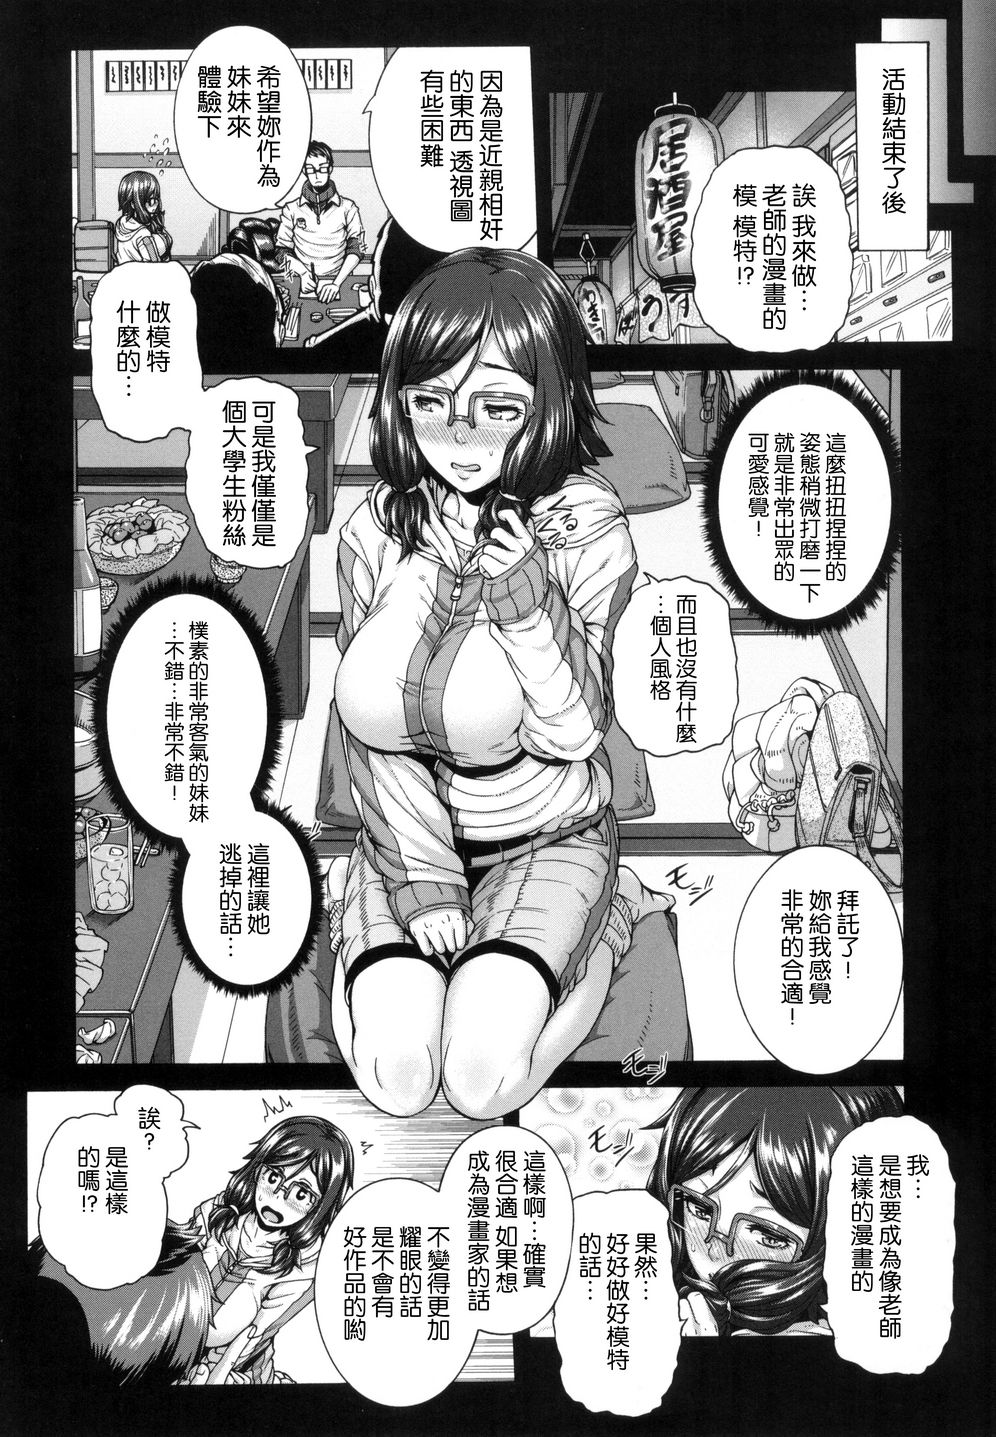 活動結束了後
誒 我來做…
老師的漫畫的
模 模特!?
居酒屋
因為是近親相奸
的東西 透視圖
有些困難
希望妳作為
妹妹來
體驗下
做模特
什麼的…
可是我僅僅是
個大學生粉絲
這麼扭扭捏捏的
姿態稍微打磨一下
就是非常出眾的
可愛感覺！
而且也沒有什麼
…個人風格
樸素的非常客氣的妹妹
…不錯…非常不錯！
這裡讓她
逃掉的話…
拜託了！
妳給我感覺
非常的合適！
モジ
モジ
モジ
我…
是想要成為像老師
這樣的漫畫的
果然…
好好做好模特
的話…
這樣啊…確實
很合適 如果想
成為漫畫家的話
不變得更加
耀眼的話
是不會有
好作品的喲
誒？
是這樣
的嗎!?